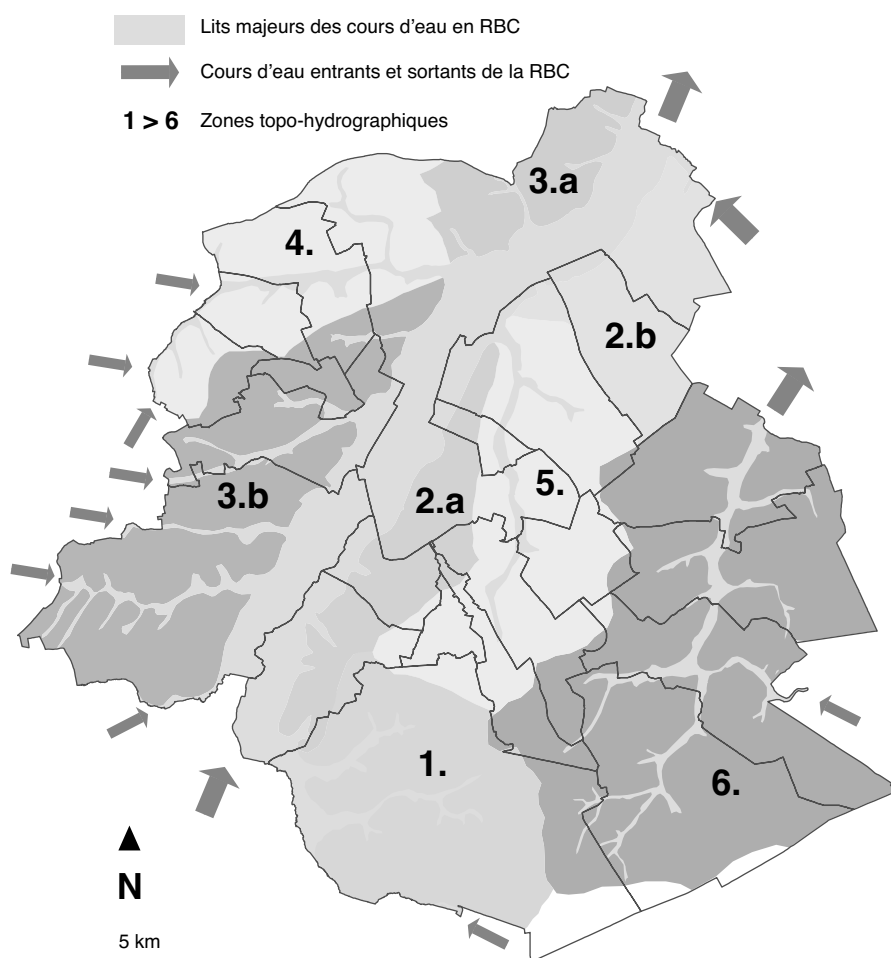 Lits majeurs des cours d'eau en RBC
Cours d'eau entrants et sortants de la RBC
1 > 6 Zones topo-hydrographiques
3.a
4.
2.b
3.b
2.a
5.
1.
6.
N
5 km